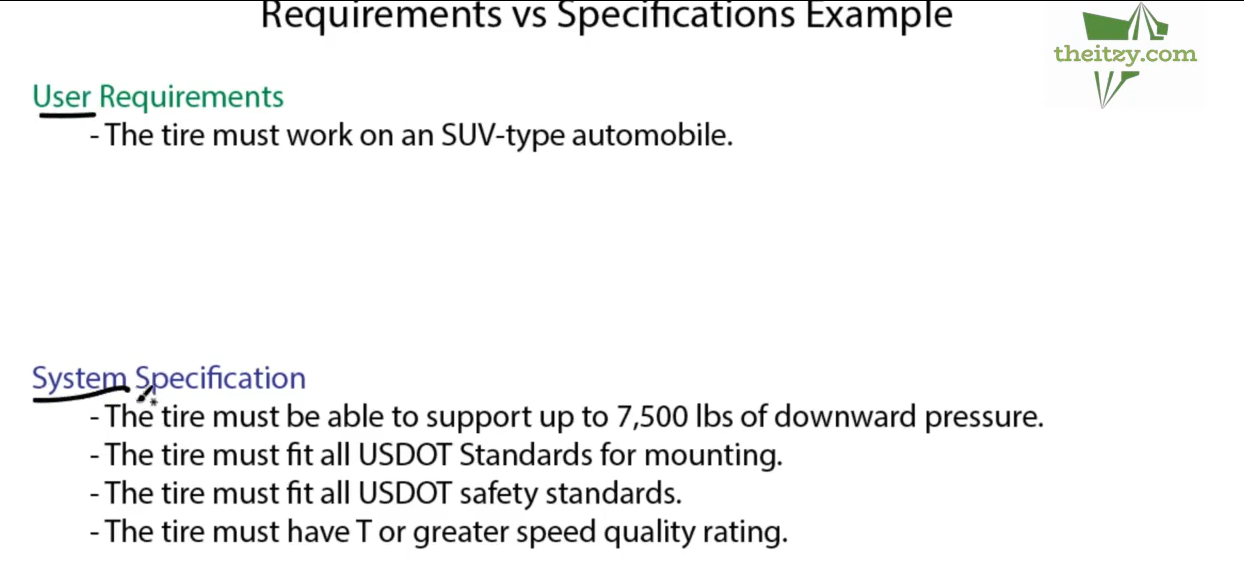 Requirements vs Specifications Example
theitzy.com
User Requirements
- The tire must work on an SUV-type automobile.
System Specification
- The tire must be able to support up to 7,500 lbs of downward pressure.
- The tire must fit all USDOT Standards for mounting.
- The tire must fit all USDOT safety standards.
- The tire must have T or greater speed quality rating.